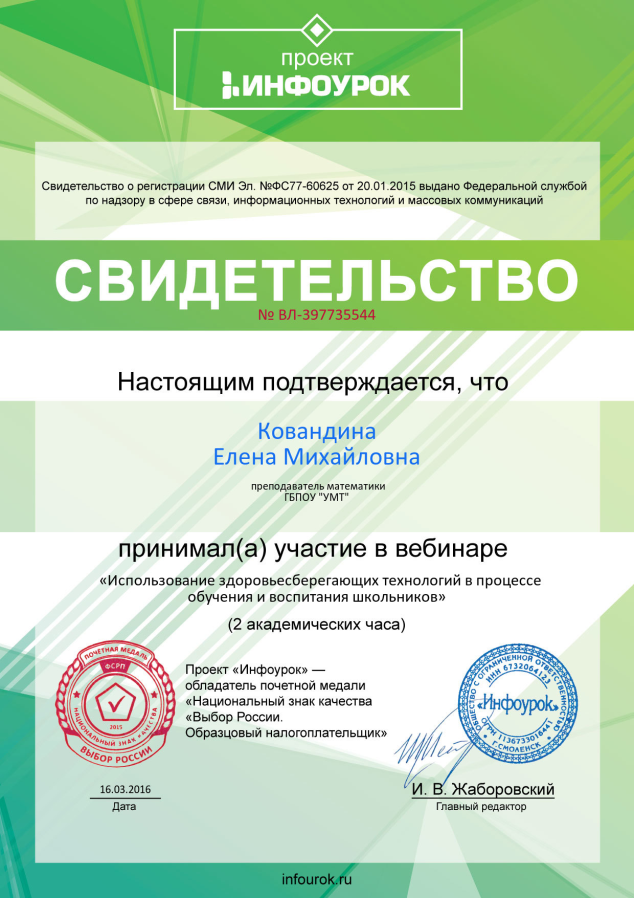 проект
ИНФОУРОК
Свидетельство о регистрации СМИ Эл. №ФС77-60625 от 20.01.2015 выдано Федеральной службой
по надзору в сфере связи, информационных технологий и массовых коммуникаций
СВИДЕТЕЛЬСТВО
№ ВЛ-397735544
Настоящим подтверждается, что
Ковандина
Елена Михайловна
преподаватель математики
ГБПОУ "УМТ"
принимал(а) участие в вебинаре
«Использование здоровьесберегающих технологий в процессе
обучения и воспитания школьников»
(2 академических часа)
ПОЧЕТНАЯ МЕДАЛЬ
ФСРП
2015
НАЦИОНАЛЬНЫЙ ЗНАК КАЧЕСТВА
ВЫБОР РОССИИ
Проект «Инфоурок» —
обладатель почетной медали
«Национальный знак качества
«Выбор России.
Образцовый налогоплательщик»
ОБЩЕСТВО С ОГРАНИЧЕННОЙ ОТВЕТСТВЕННОСТЬЮ
«Инфоурок»
ОГРН 1136733016441
Г.СМОЛЕНСК
16.03.2016
Дата
И. В. Жаборовский
Главный редактор
infourok.ru